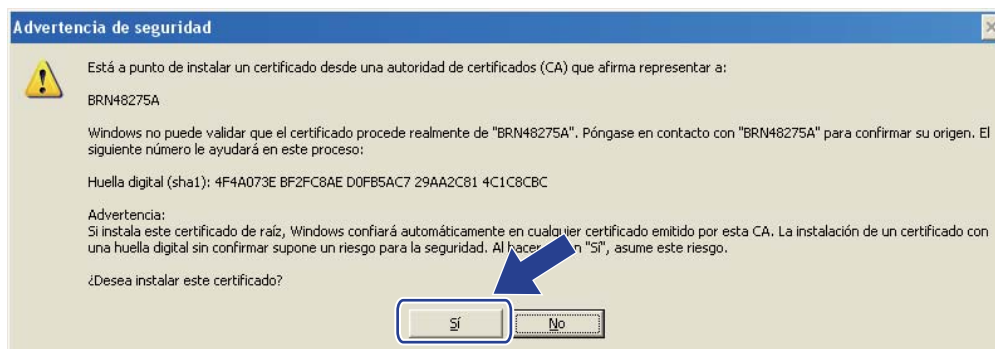 Advertencia de seguridad
Está a punto de instalar un certificado desde una autoridad de certificados (CA) que afirma representar a:
BRN48275A
Windows no puede validar que el certificado procede realmente de "BRN48275A". Póngase en contacto con "BRN48275A" para confirmar su origen. El
siguiente número le ayudará en este proceso:
Huella digital (sha1): 4F4A073E BF2FC8AE D0FB5AC7 29AA2C81 4C1C8CBC
Advertencia:
Si instala este certificado de raíz, Windows confiará automáticamente en cualquier certificado emitido por esta CA. La instalación de un certificado con
una huella digital sin confirmar supone un riesgo para la seguridad. Al hacer "Sí", asume este riesgo.
¿Desea instalar este certificado?
Sí No